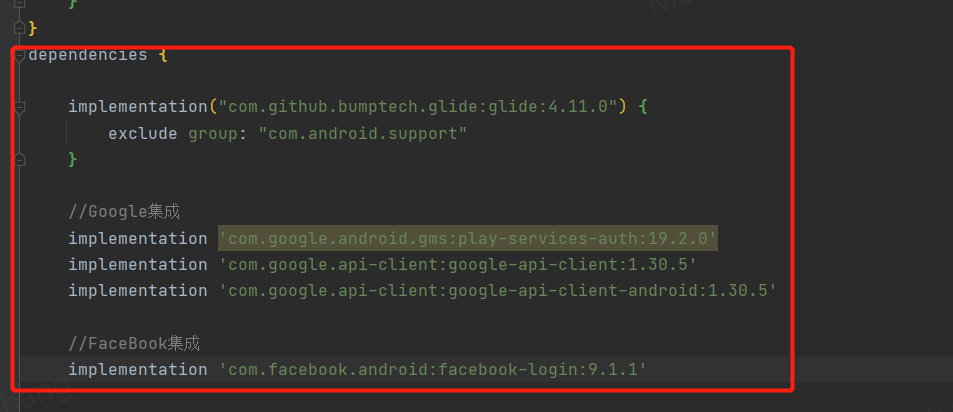 }
}
dependencies {
implementation("com.github.bumptech.glide:glide:4.11.0") {
exclude group: "com.android.support"
}
//Google集成
implementation 'com.google.android.gms:play-services-auth:19.2.0'
implementation 'com.google.api-client:google-api-client:1.30.5'
implementation 'com.google.api-client:google-api-client-android:1.30.5'
//FaceBook集成
implementation 'com.facebook.android:facebook-login:9.1.1'